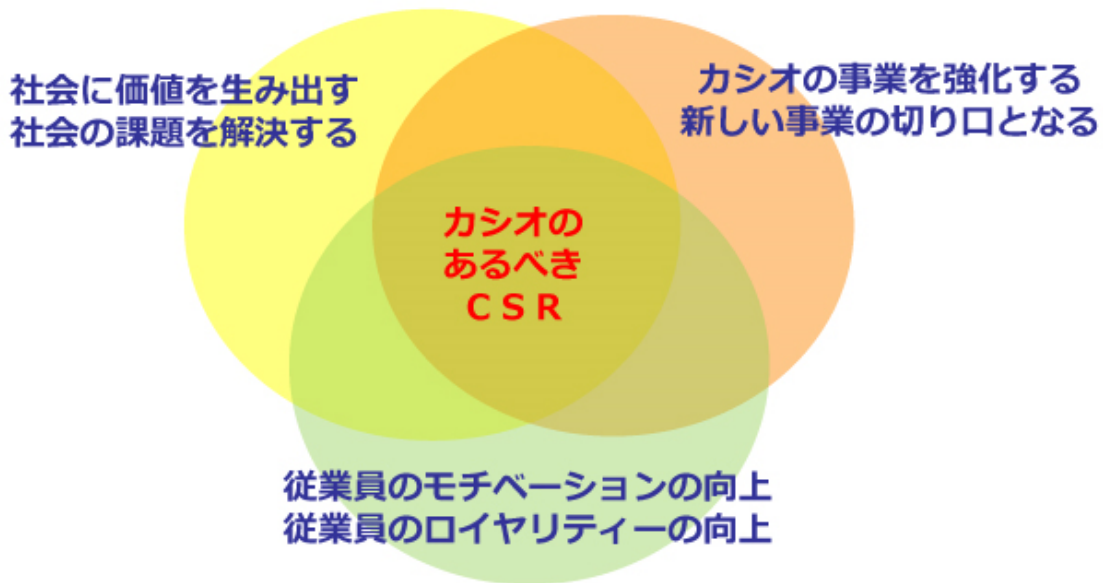 社会に価値を生み出す
社会の課題を解決する
カシオの事業を強化する
新しい事業の切り口となる
カシオの
あるべき
ＣＳＲ
従業員のモチベーションの向上
従業員のロイヤリティーの向上